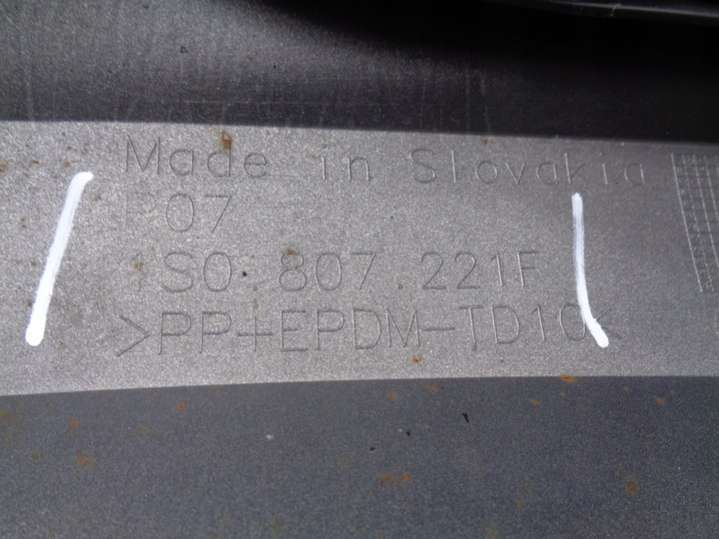 Made in Slovakia
P07
1S0.807.221F
>PP+EPDM-TD10<